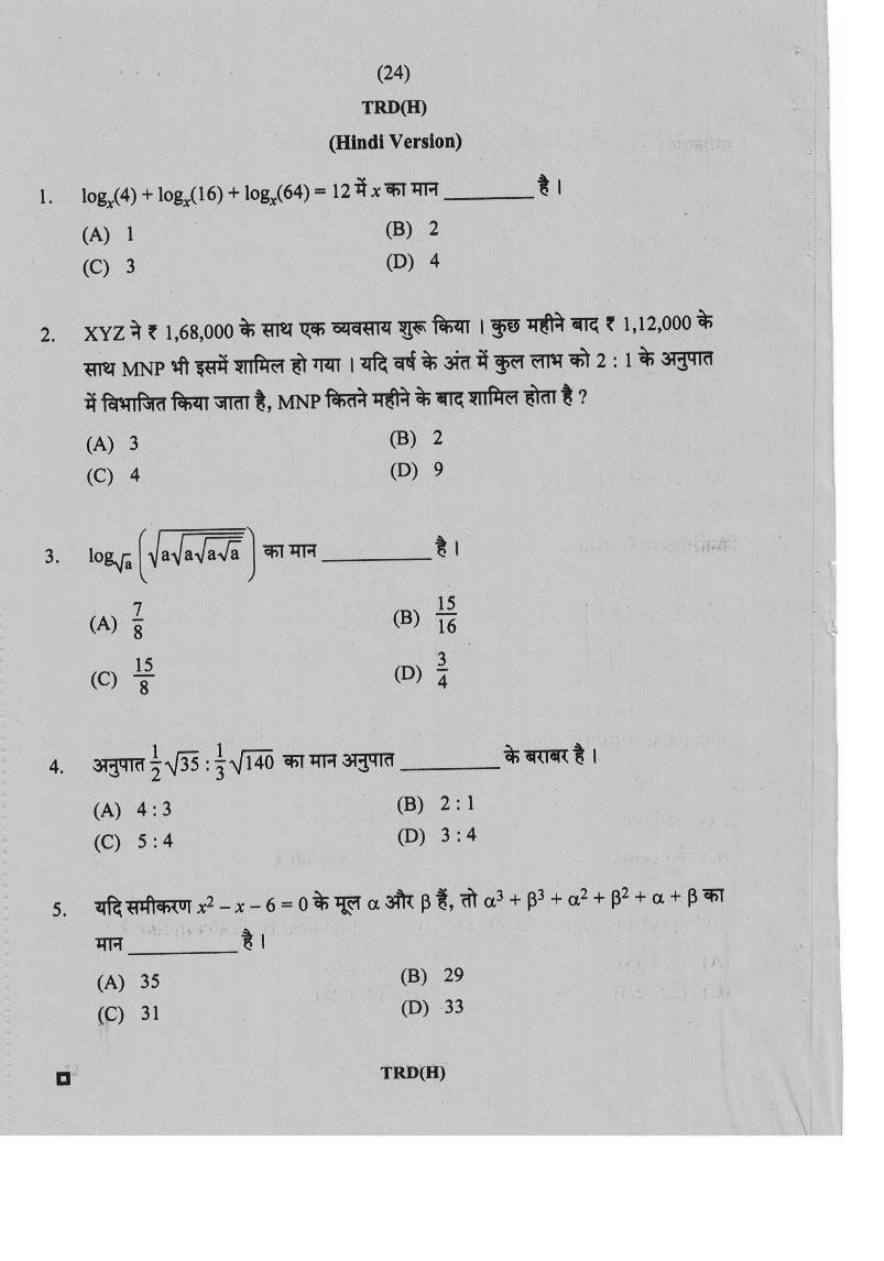 (24)
TRD(H)
(Hindi Version)
1. logₓ(4) + logₓ(16) + logₓ(64) = 12 में x का मान ________ है ।
(A) 1 (B) 2
(C) 3 (D) 4
2. XYZ ने ₹ 1,68,000 के साथ एक व्यवसाय शुरू किया । कुछ महीने बाद ₹ 1,12,000 के
साथ MNP भी इसमें शामिल हो गया । यदि वर्ष के अंत में कुल लाभ को 2 : 1 के अनुपात
में विभाजित किया जाता है, MNP कितने महीने के बाद शामिल होता है ?
(A) 3 (B) 2
(C) 4 (D) 9
3. log√a (√a√a√a√a) का मान ________ है ।
(A) 7/8 (B) 15/16
(C) 15/8 (D) 3/4
4. अनुपात 1/2 √35 : 1/3 √140 का मान अनुपात ________ के बराबर है ।
(A) 4 : 3 (B) 2 : 1
(C) 5 : 4 (D) 3 : 4
5. यदि समीकरण x² – x – 6 = 0 के मूल α और β हैं, तो α³ + β³ + α² + β² + α + β का
मान ________ है ।
(A) 35 (B) 29
(C) 31 (D) 33
TRD(H)